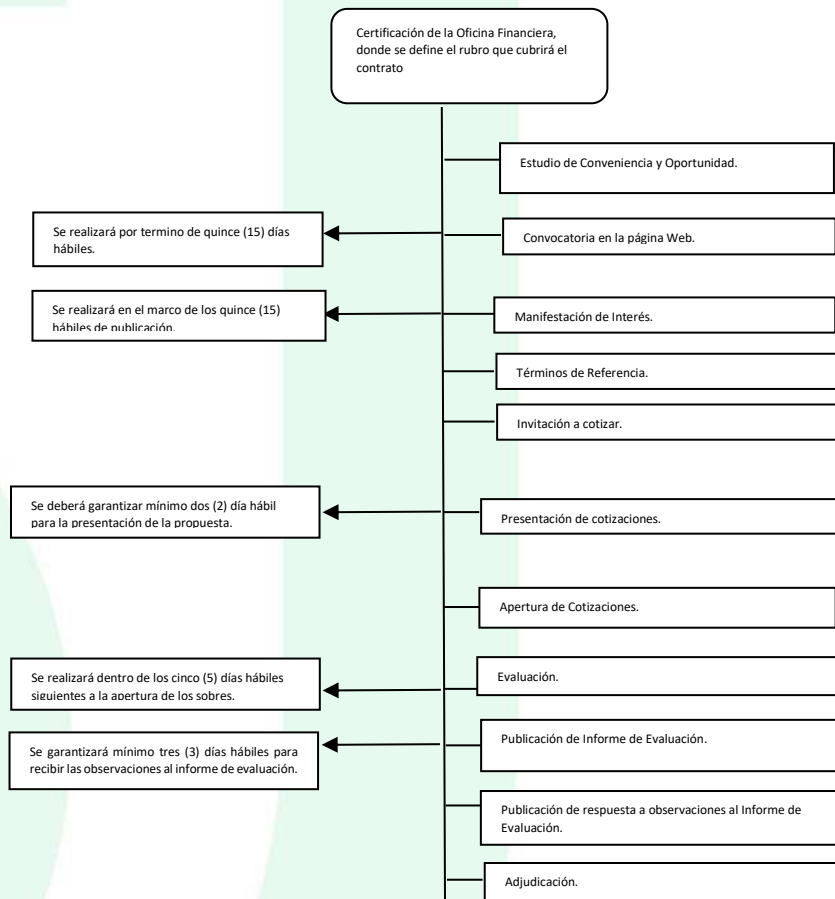 Certificación de la Oficina Financiera,
donde se define el rubro que cubrirá el
contrato
Estudio de Conveniencia y Oportunidad.
Se realizará por termino de quince (15) días
hábiles.
Convocatoria en la página Web.
Se realizará en el marco de los quince (15)
hábiles de publicación.
Manifestación de Interés.
Términos de Referencia.
Invitación a cotizar.
Se deberá garantizar mínimo dos (2) día hábil
para la presentación de la propuesta.
Presentación de cotizaciones.
Apertura de Cotizaciones.
Se realizará dentro de los cinco (5) días hábiles
siguientes a la apertura de los sobres.
Evaluación.
Se garantizará mínimo tres (3) días hábiles para
recibir las observaciones al informe de evaluación.
Publicación de Informe de Evaluación.
Publicación de respuesta a observaciones al Informe de
Evaluación.
Adjudicación.